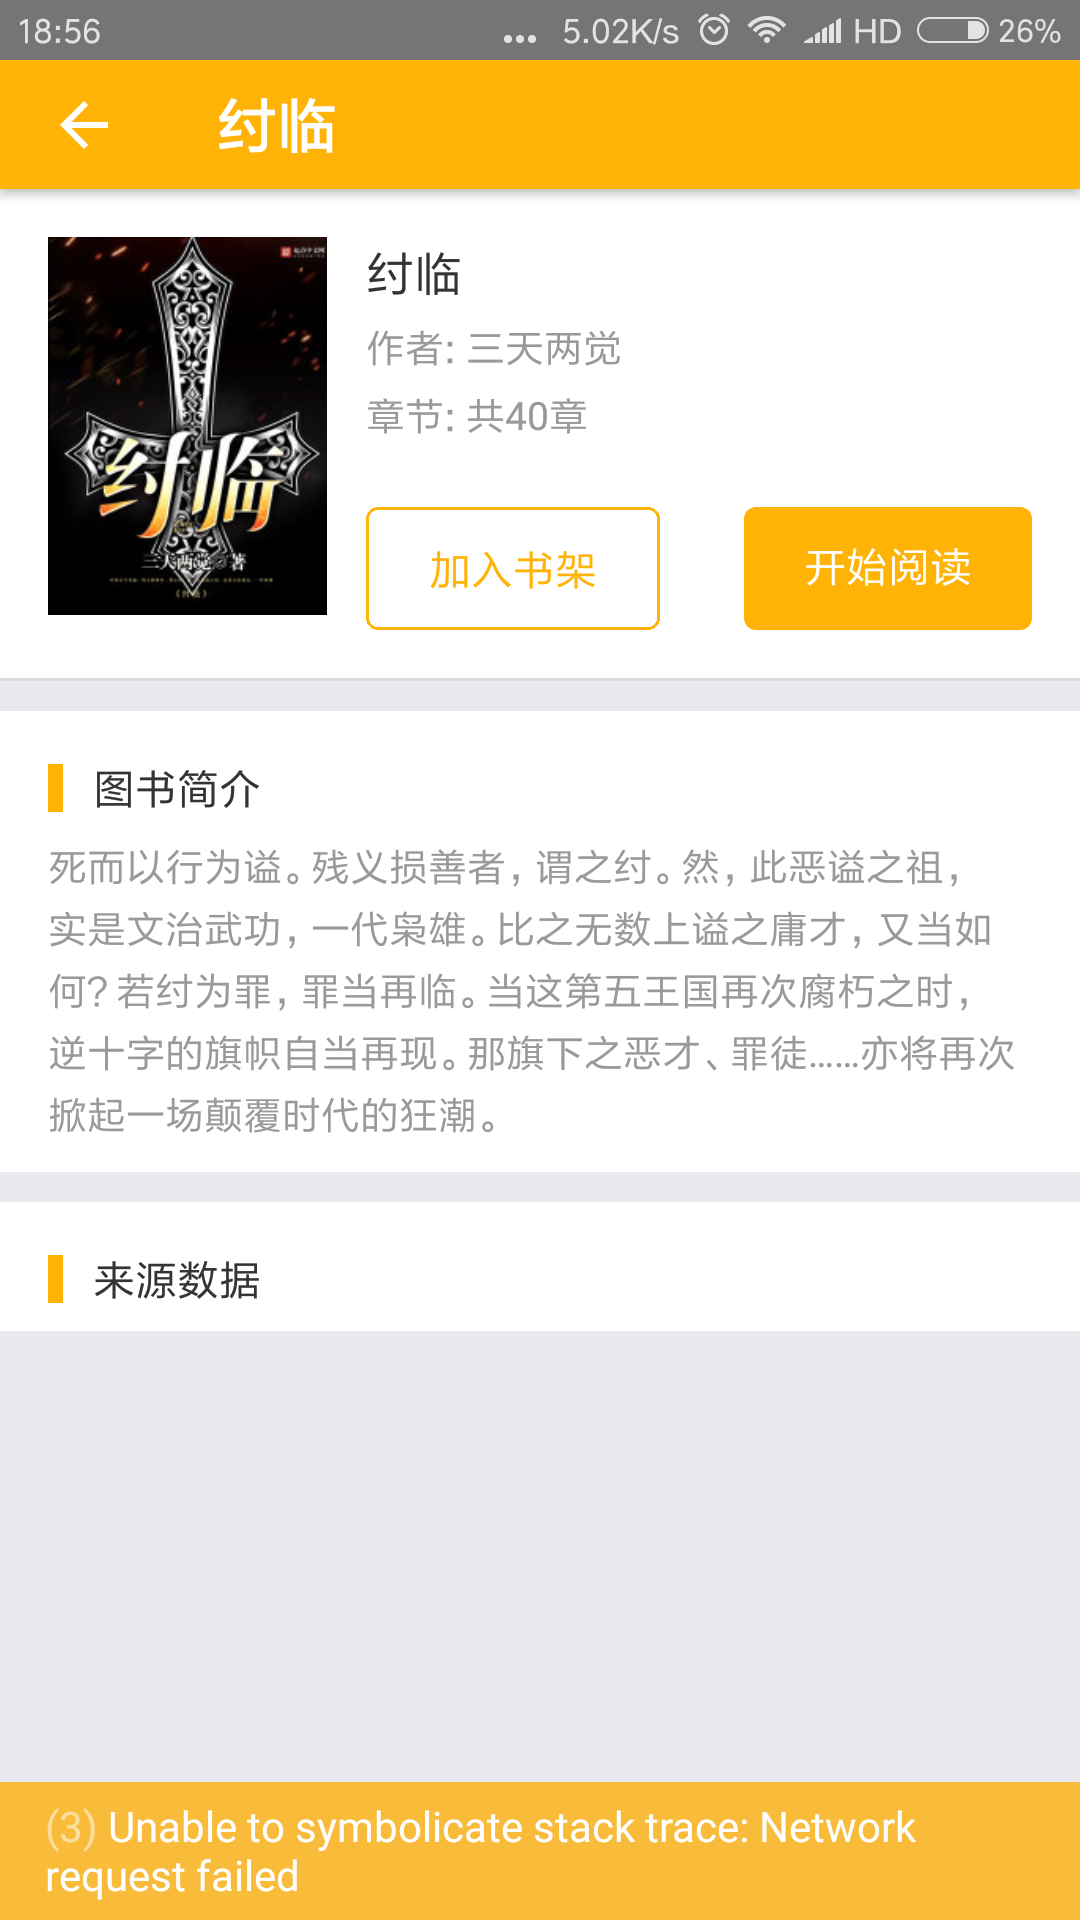 18:56 ... 5.02K/s HD 26%
纣临
纣临
三天两觉 著
纣临
作者: 三天两觉
章节: 共40章
加入书架
开始阅读
图书简介
死而以行为谥。残义损善者，谓之纣。然，此恶谥之祖，
实是文治武功，一代枭雄。比之无数上谥之庸才，又当如
何？若纣为罪，罪当再临。当这第五王国再次腐朽之时，
逆十字的旗帜自当再现。那旗下之恶才、罪徒……亦将再次
掀起一场颠覆时代的狂潮。
来源数据
(3) Unable to symbolicate stack trace: Network
request failed